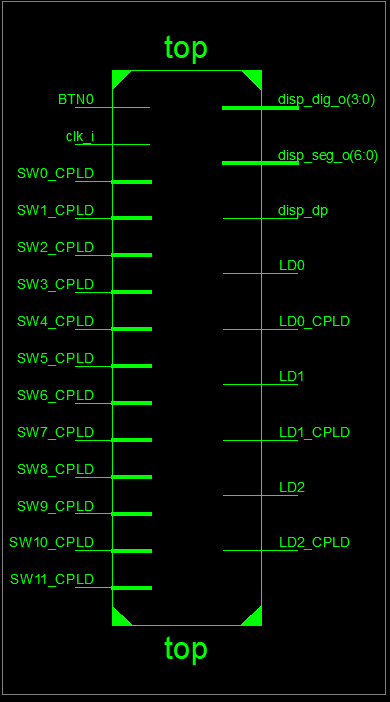 top
BTN0
clk_i
SW0_CPLD
SW1_CPLD
SW2_CPLD
SW3_CPLD
SW4_CPLD
SW5_CPLD
SW6_CPLD
SW7_CPLD
SW8_CPLD
SW9_CPLD
SW10_CPLD
SW11_CPLD
disp_dig_o(3:0)
disp_seg_o(6:0)
disp_dp
LD0
LD0_CPLD
LD1
LD1_CPLD
LD2
LD2_CPLD
top